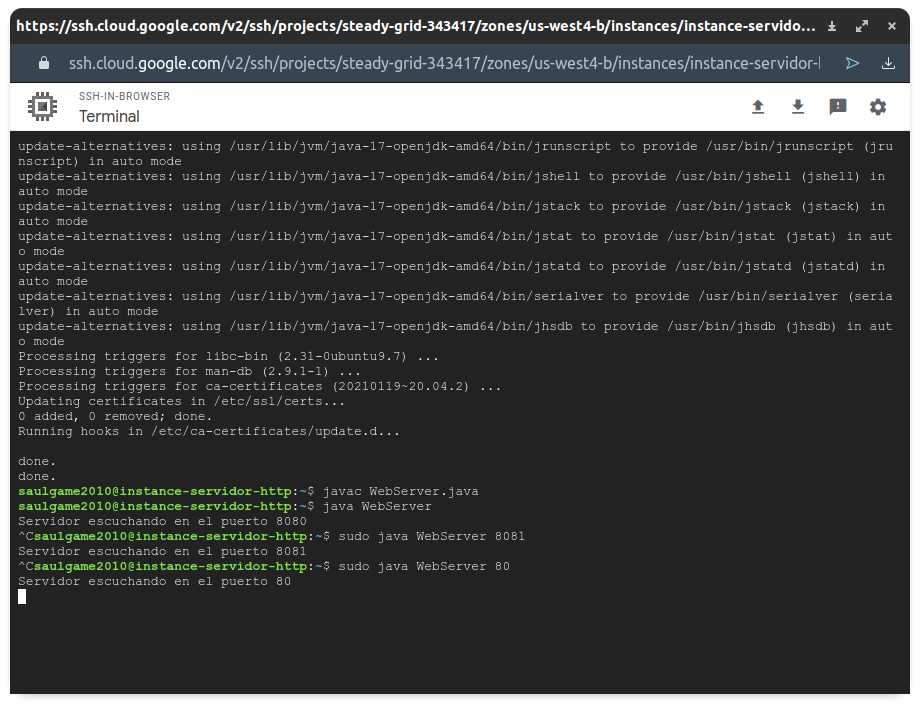 https://ssh.cloud.google.com/v2/ssh/projects/steady-grid-343417/zones/us-west4-b/instances/instance-servido...
ssh.cloud.google.com/v2/ssh/projects/steady-grid-343417/zones/us-west4-b/instances/instance-servidor-
SSH-IN-BROWSER
Terminal
update-alternatives: using /usr/lib/jvm/java-17-openjdk-amd64/bin/jrunscript to provide /usr/bin/jrunscript (jru
nscript) in auto mode
update-alternatives: using /usr/lib/jvm/java-17-openjdk-amd64/bin/jshell to provide /usr/bin/jshell (jshell) in
auto mode
update-alternatives: using /usr/lib/jvm/java-17-openjdk-amd64/bin/jstack to provide /usr/bin/jstack (jstack) in
auto mode
update-alternatives: using /usr/lib/jvm/java-17-openjdk-amd64/bin/jstat to provide /usr/bin/jstat (jstat) in aut
o mode
update-alternatives: using /usr/lib/jvm/java-17-openjdk-amd64/bin/jstatd to provide /usr/bin/jstatd (jstatd) in
auto mode
update-alternatives: using /usr/lib/jvm/java-17-openjdk-amd64/bin/serialver to provide /usr/bin/serialver (seria
lver) in auto mode
update-alternatives: using /usr/lib/jvm/java-17-openjdk-amd64/bin/jhsdb to provide /usr/bin/jhsdb (jhsdb) in aut
o mode
Processing triggers for libc-bin (2.31-0ubuntu9.7) ...
Processing triggers for man-db (2.9.1-1) ...
Processing triggers for ca-certificates (20210119~20.04.2) ...
Updating certificates in /etc/ssl/certs...
0 added, 0 removed; done.
Running hooks in /etc/ca-certificates/update.d...
done.
done.
saulgame2010@instance-servidor-http:~$ javac WebServer.java
saulgame2010@instance-servidor-http:~$ java WebServer
Servidor escuchando en el puerto 8080
^Csaulgame2010@instance-servidor-http:~$ sudo java WebServer 8081
Servidor escuchando en el puerto 8081
^Csaulgame2010@instance-servidor-http:~$ sudo java WebServer 80
Servidor escuchando en el puerto 80